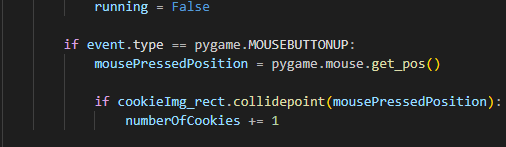 running = False
if event.type == pygame.MOUSEBUTTONUP:
mousePressedPosition = pygame.mouse.get_pos()
if cookieImg_rect.collidepoint(mousePressedPosition):
numberOfCookies += 1